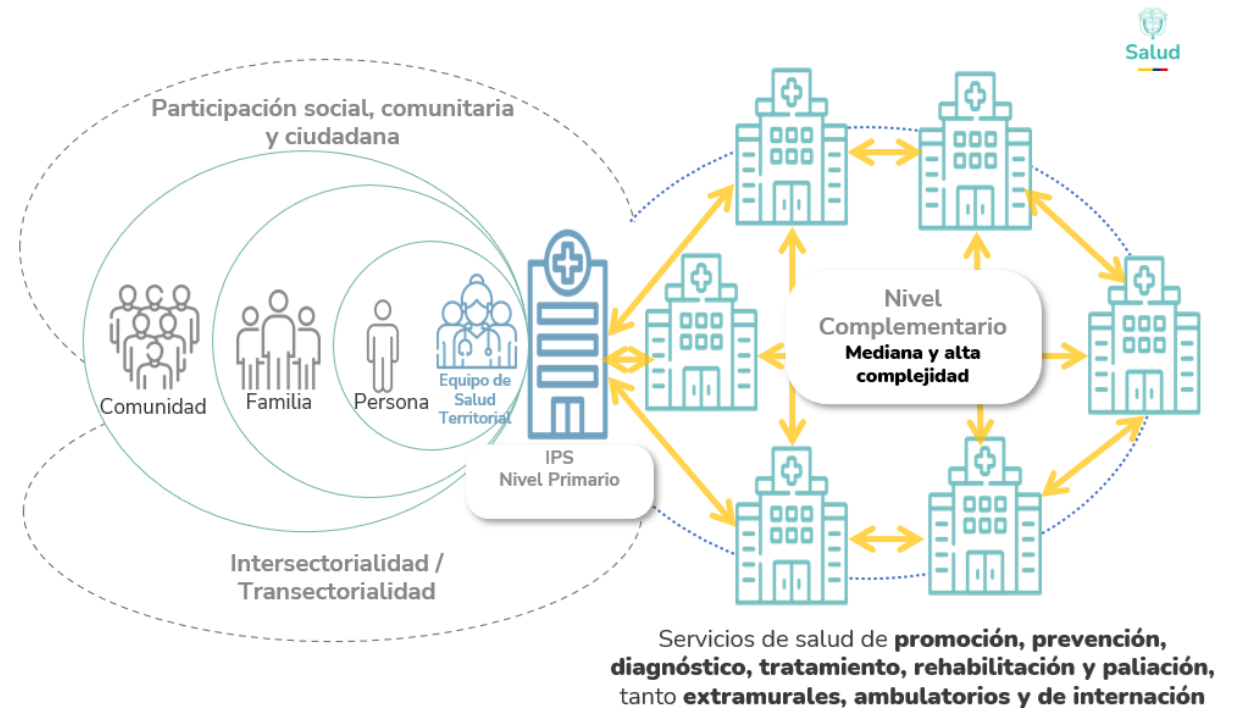 Salud
Participación social, comunitaria
y ciudadana
Comunidad
Familia
Persona
Equipo de
Salud
Territorial
IPS
Nivel Primario
Intersectorialidad /
Transectorialidad
Nivel
Complementario
Mediana y alta
complejidad
Servicios de salud de promoción, prevención,
diagnóstico, tratamiento, rehabilitación y paliación,
tanto extramurales, ambulatorios y de internación